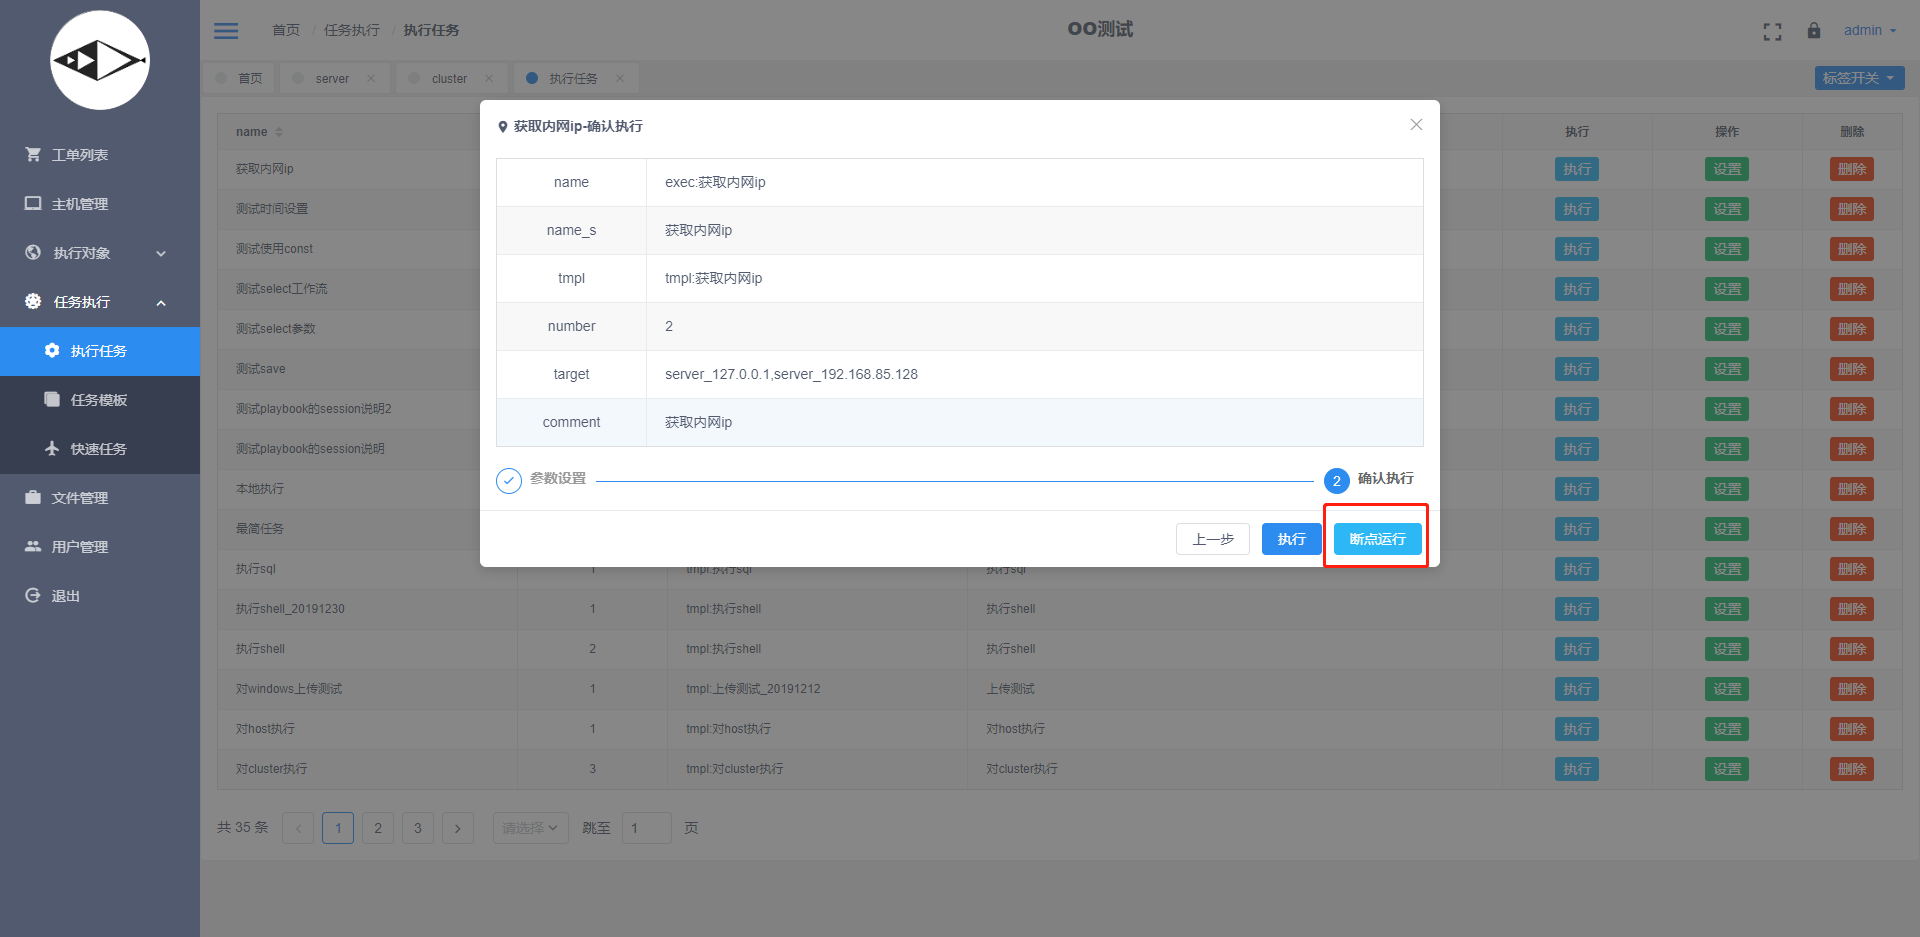 首页 / 任务执行 / 执行任务
OO测试
admin
首页
server
cluster
执行任务
标签开关
工单列表
主机管理
执行对象
任务执行
执行任务
任务模板
快速任务
文件管理
用户管理
退出
获取内网ip-确认执行
name exec:获取内网ip
name_s 获取内网ip
tmpl tmpl:获取内网ip
number 2
target server_127.0.0.1,server_192.168.85.128
comment 获取内网ip
参数设置
2 确认执行
上一步 执行 断点运行
name 执行 操作 删除
获取内网ip 执行 设置 删除
测试时间设置 执行 设置 删除
测试使用const 执行 设置 删除
测试select工作流 执行 设置 删除
测试select参数 执行 设置 删除
测试save 执行 设置 删除
测试playbook的session说明2 执行 设置 删除
测试playbook的session说明 执行 设置 删除
本地执行 执行 设置 删除
最简任务 执行 设置 删除
执行sql 1 tmpl:执行sql 执行sql 执行 设置 删除
执行shell_20191230 1 tmpl:执行shell 执行shell 执行 设置 删除
执行shell 2 tmpl:执行shell 执行shell 执行 设置 删除
对windows上传测试 1 tmpl:上传测试_20191212 上传测试 执行 设置 删除
对host执行 1 tmpl:对host执行 对host执行 执行 设置 删除
对cluster执行 3 tmpl:对cluster执行 对cluster执行 执行 设置 删除
共 35 条 1 2 3 请选择 跳至 1 页